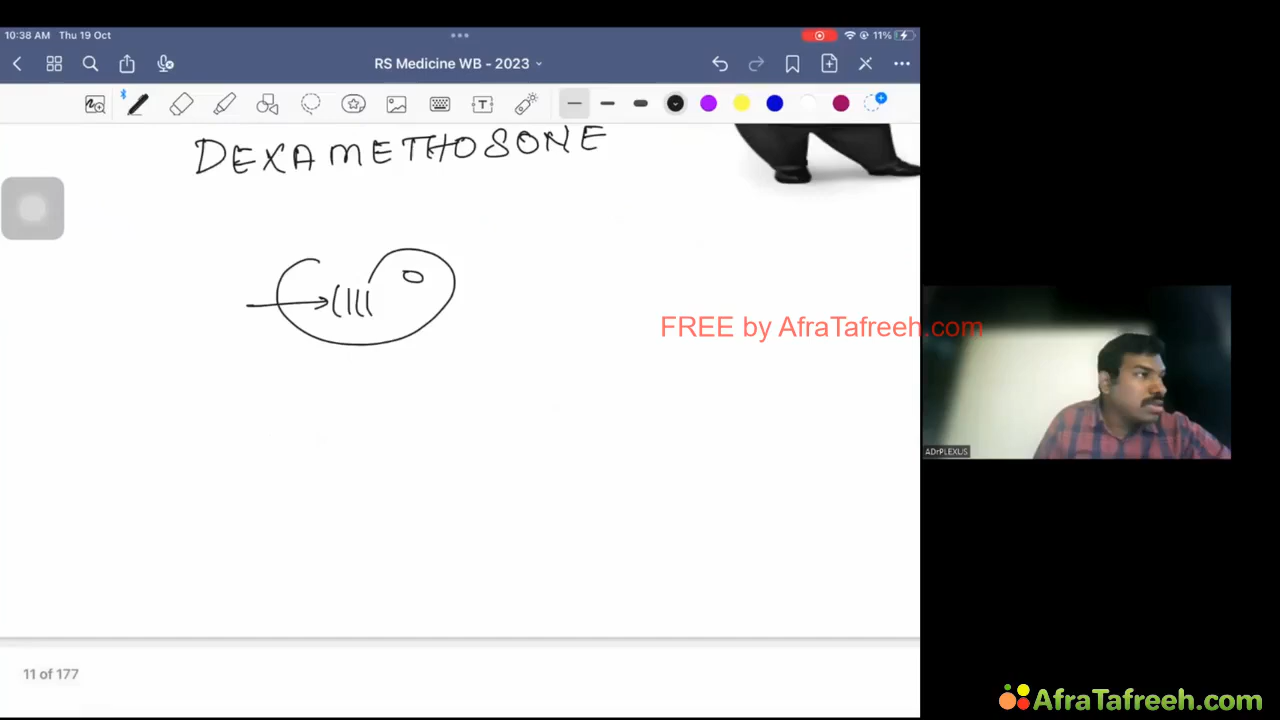 10:38 AM Thu 19 Oct
11%
RS Medicine WB - 2023
T
DEXAMETHOSONE
FREE by AfraTafreeh.com
ADrPLEXUS
11 of 177
AfraTafreeh.com